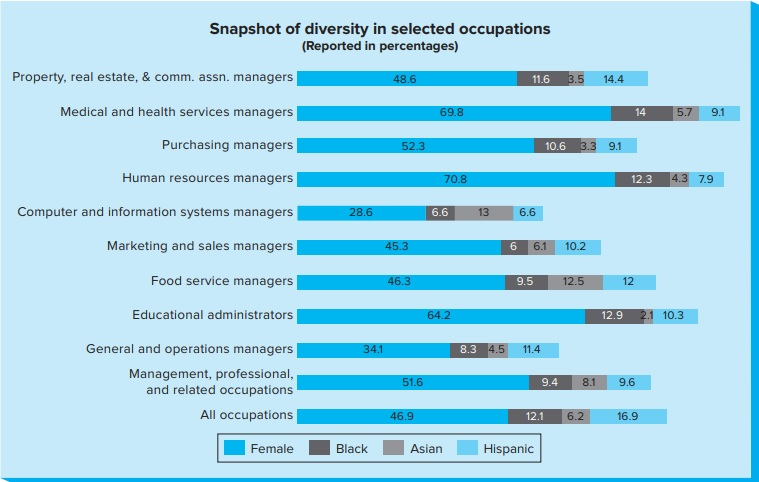 Snapshot of diversity in selected occupations
(Reported in percentages)
Property, real estate, & comm. assn. managers 48.6 11.6 3.5 14.4
Medical and health services managers 69.8 14 5.7 9.1
Purchasing managers 52.3 10.6 3.3 9.1
Human resources managers 70.8 12.3 4.3 7.9
Computer and information systems managers 28.6 6.6 13 6.6
Marketing and sales managers 45.3 6 6.1 10.2
Food service managers 46.3 9.5 12.5 12
Educational administrators 64.2 12.9 2.1 10.3
General and operations managers 34.1 8.3 4.5 11.4
Management, professional,
and related occupations 51.6 9.4 8.1 9.6
All occupations 46.9 12.1 6.2 16.9
Female Black Asian Hispanic